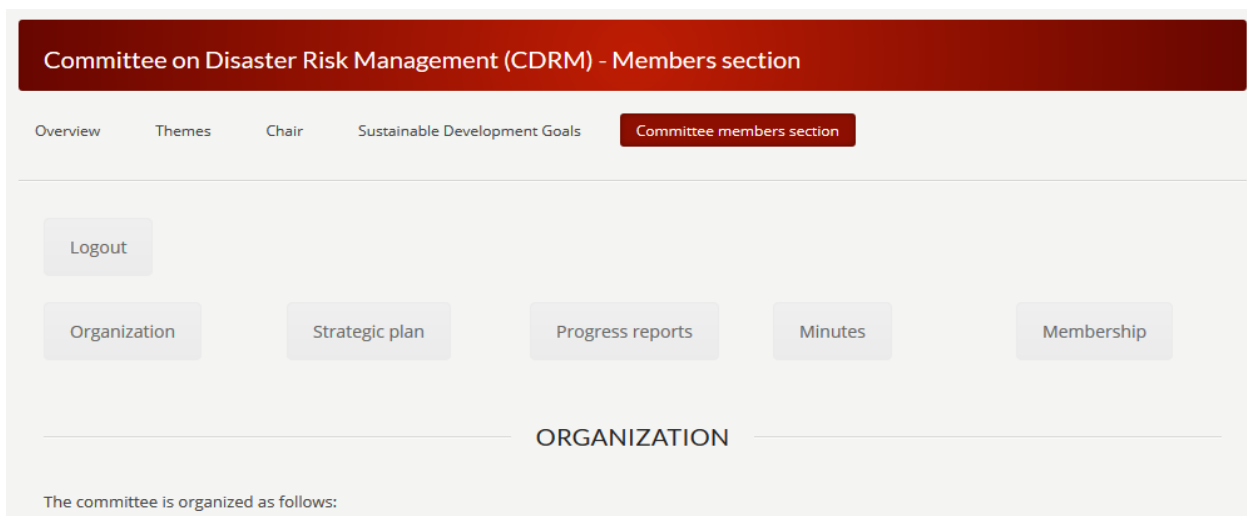 Committee on Disaster Risk Management (CDRM) - Members section
Overview Themes Chair Sustainable Development Goals Committee members section
Logout
Organization Strategic plan Progress reports Minutes Membership
ORGANIZATION
The committee is organized as follows: